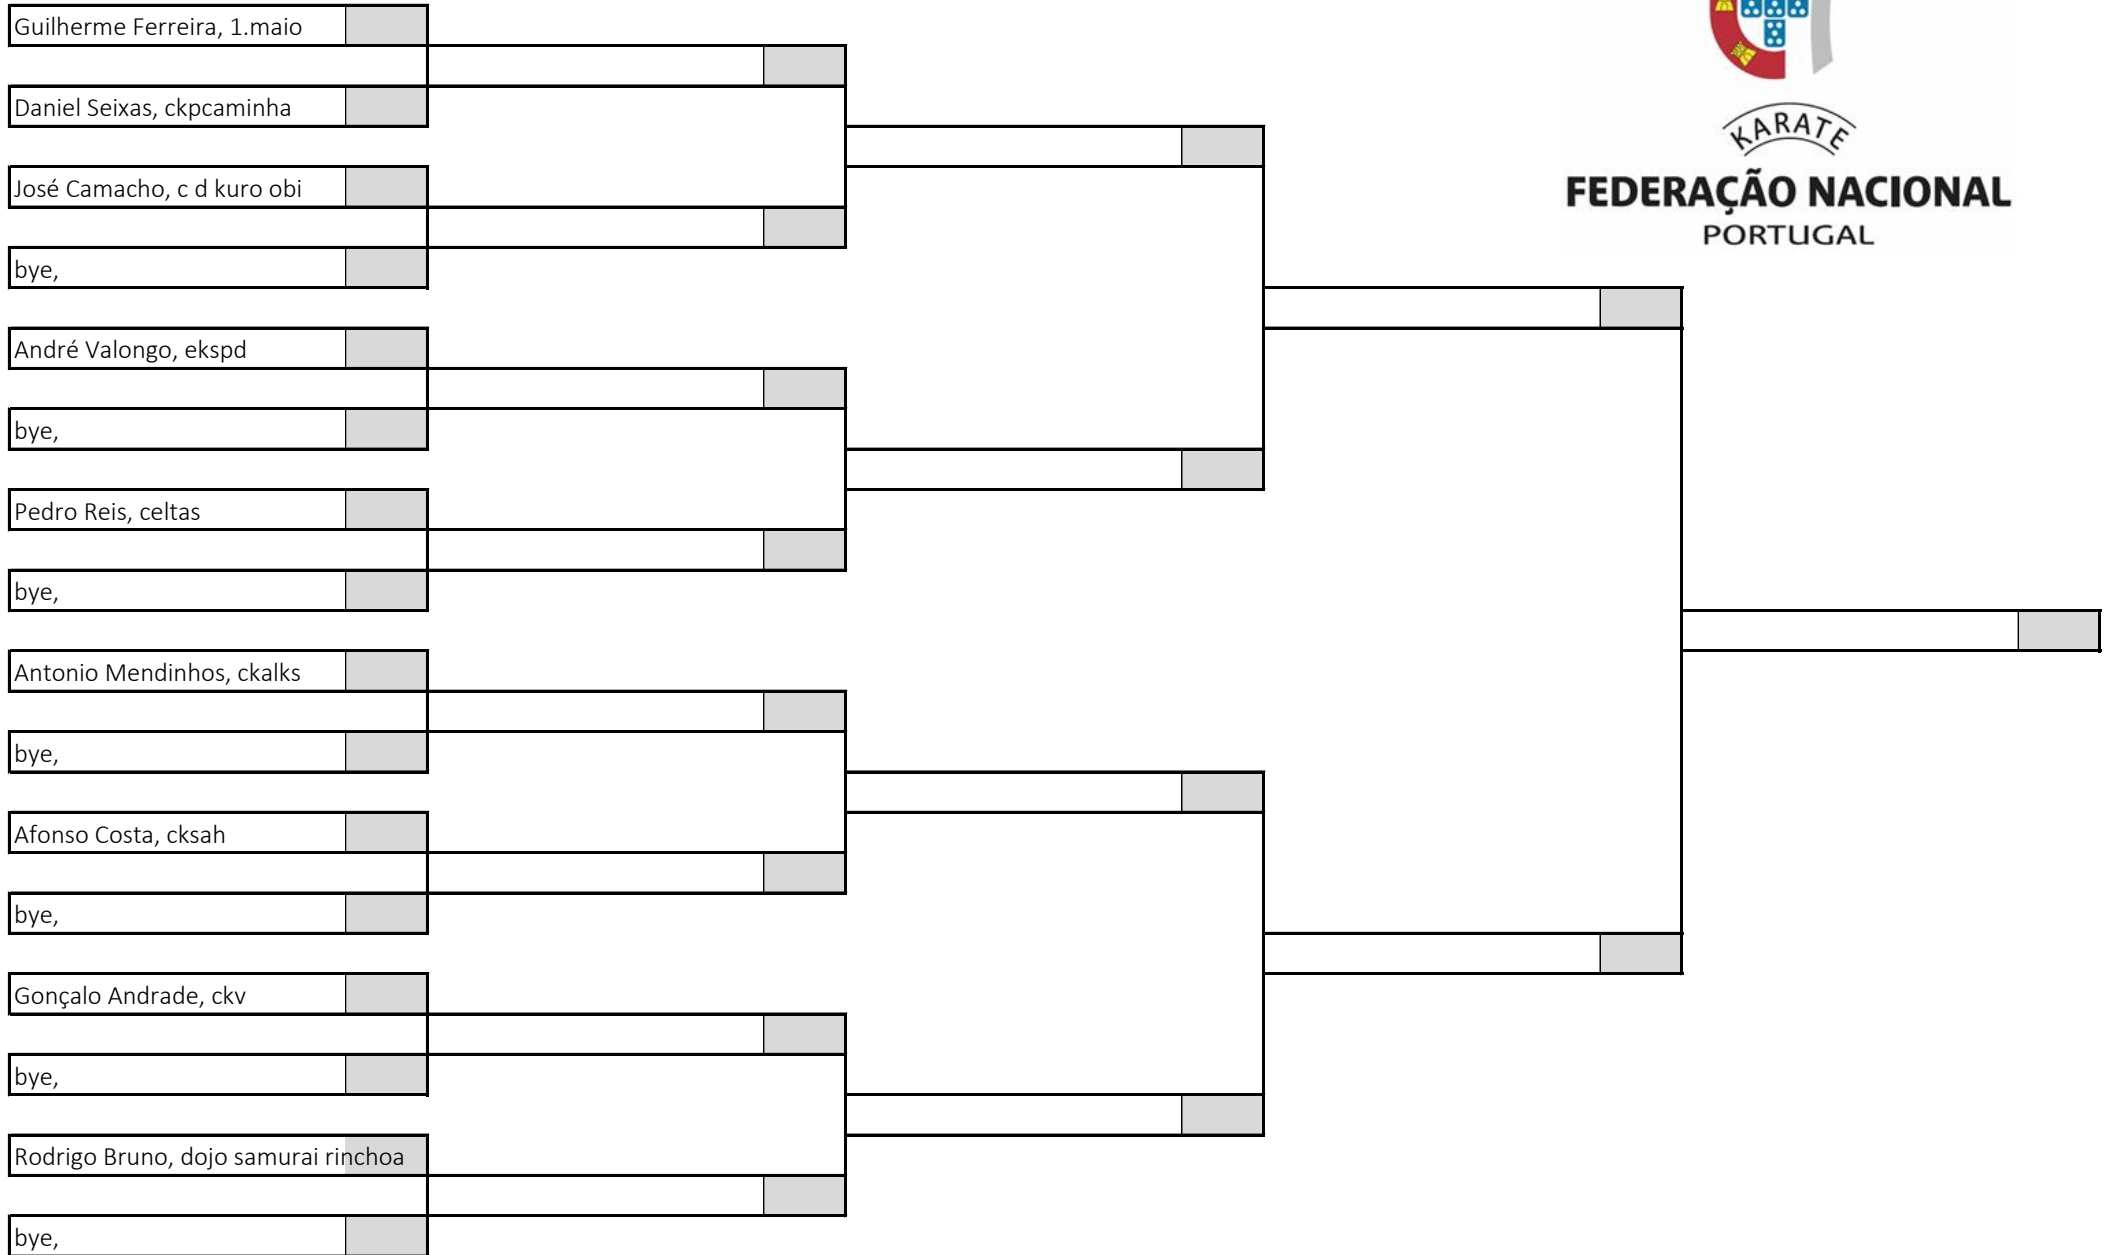 Guilherme Ferreira, 1.maio
Daniel Seixas, ckpcaminha
José Camacho, c d kuro obi
bye,
André Valongo, ekspd
bye,
Pedro Reis, celtas
bye,
Antonio Mendinhos, ckalks
bye,
Afonso Costa, cksah
bye,
Gonçalo Andrade, ckv
bye,
Rodrigo Bruno, dojo samurai rinchoa
bye,
KARATE
FEDERAÇÃO NACIONAL
PORTUGAL